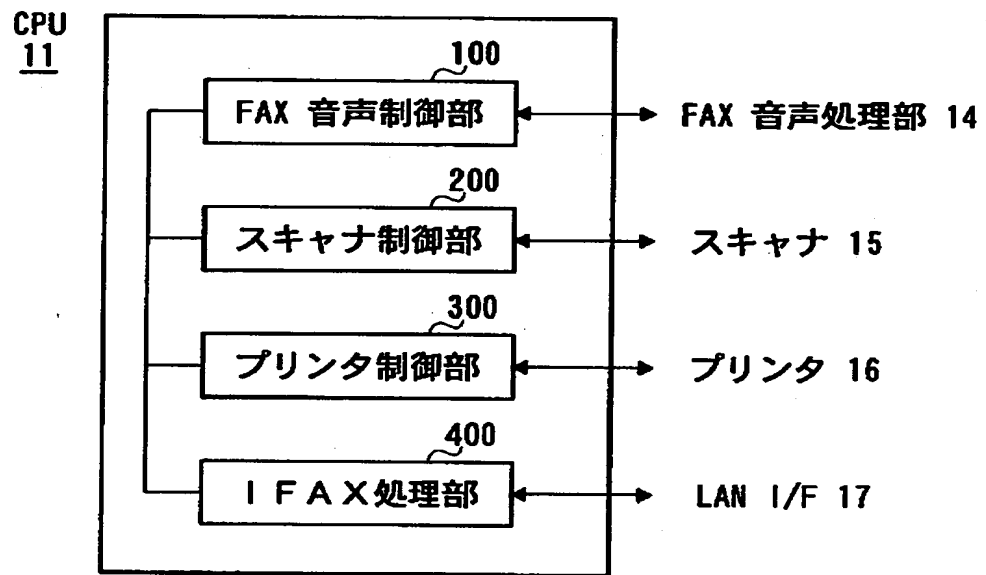 CPU
11
100
FAX 音声制御部
FAX 音声処理部 14
200
スキャナ制御部
スキャナ 15
300
プリンタ制御部
プリンタ 16
400
ＩＦＡＸ処理部
LAN I/F 17